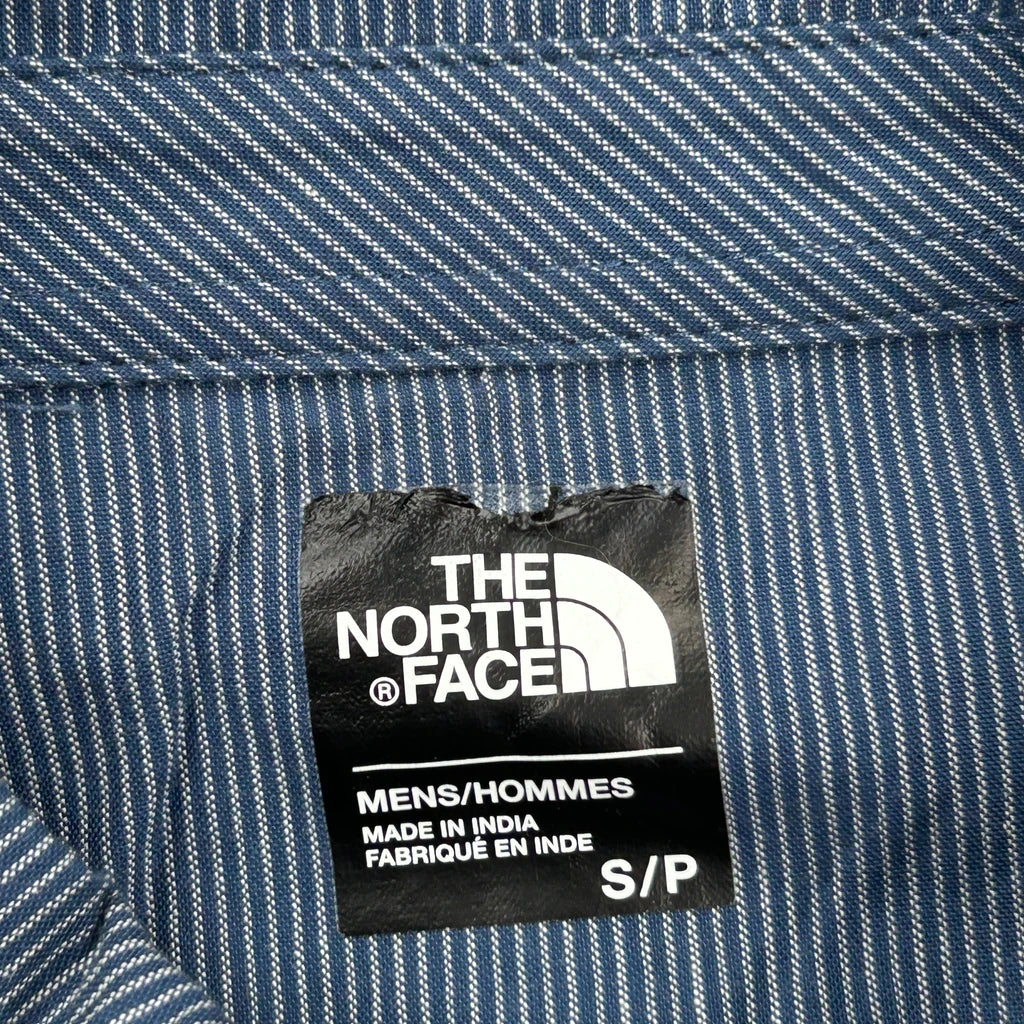 THE
NORTH
® FACE
MENS/HOMMES
MADE IN INDIA
FABRIQUÉ EN INDE
S/P